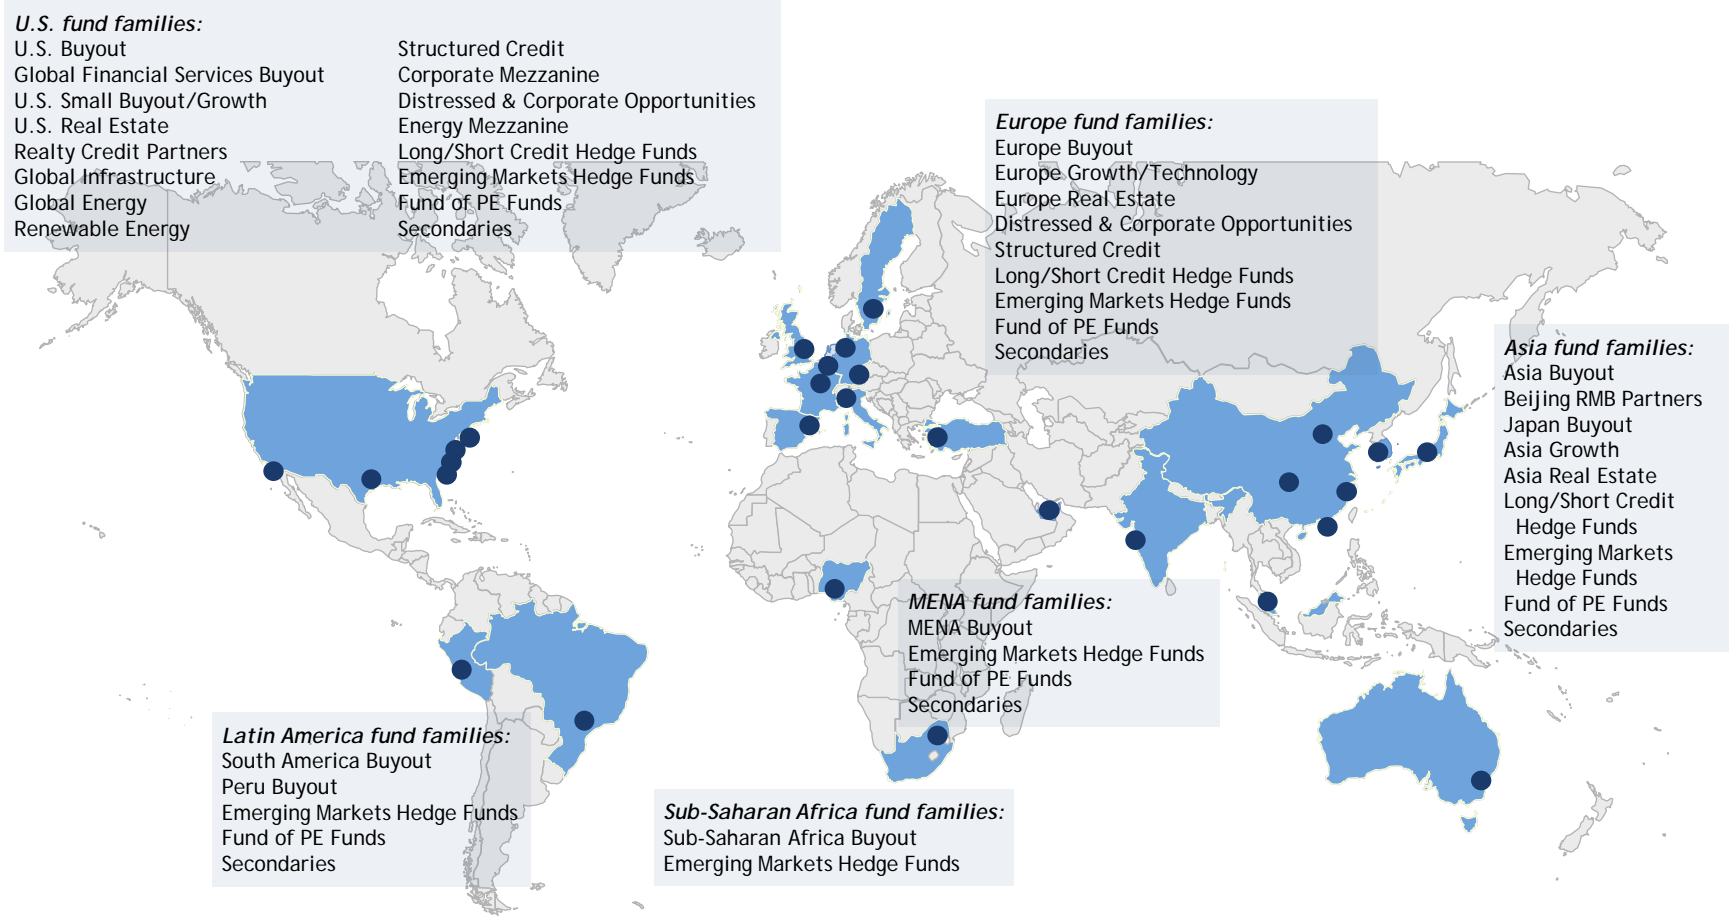 U.S. fund families:
U.S. Buyout
Global Financial Services Buyout
U.S. Small Buyout/Growth
U.S. Real Estate
Realty Credit Partners
Global Infrastructure
Global Energy
Renewable Energy
Structured Credit
Corporate Mezzanine
Distressed & Corporate Opportunities
Energy Mezzanine
Long/Short Credit Hedge Funds
Emerging Markets Hedge Funds
Fund of PE Funds
Secondaries
Europe fund families:
Europe Buyout
Europe Growth/Technology
Europe Real Estate
Distressed & Corporate Opportunities
Structured Credit
Long/Short Credit Hedge Funds
Emerging Markets Hedge Funds
Fund of PE Funds
Secondaries
Asia fund families:
Asia Buyout
Beijing RMB Partners
Japan Buyout
Asia Growth
Asia Real Estate
Long/Short Credit
Hedge Funds
Emerging Markets
Hedge Funds
Fund of PE Funds
Secondaries
MENA fund families:
MENA Buyout
Emerging Markets Hedge Funds
Fund of PE Funds
Secondaries
Latin America fund families:
South America Buyout
Peru Buyout
Emerging Markets Hedge Funds
Fund of PE Funds
Secondaries
Sub-Saharan Africa fund families:
Sub-Saharan Africa Buyout
Emerging Markets Hedge Funds